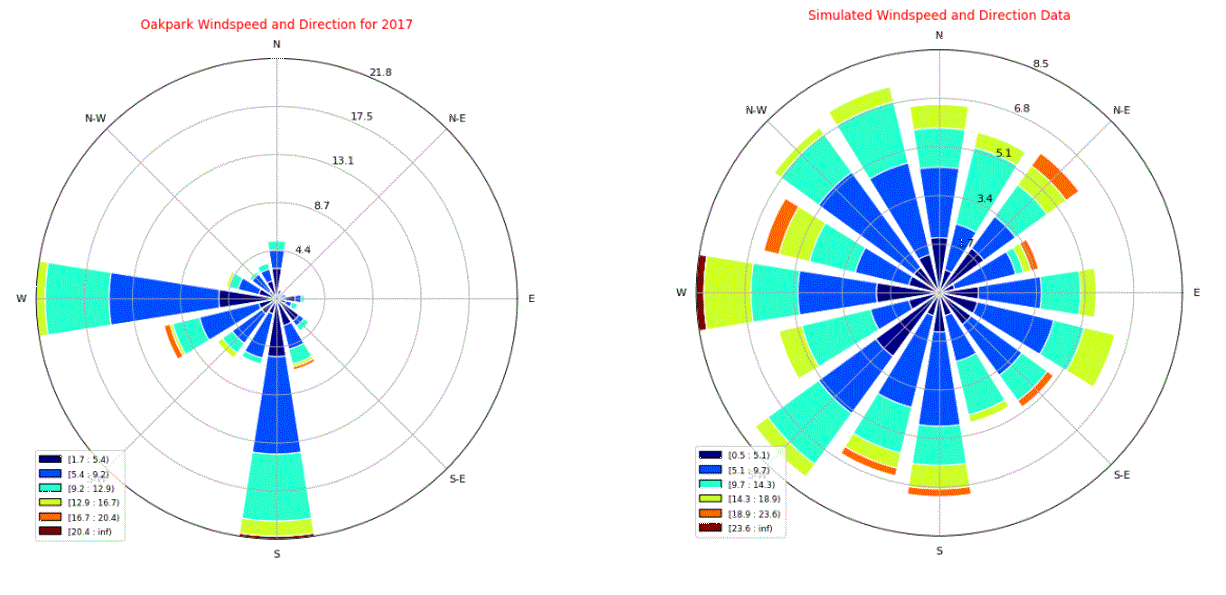 Oakpark Windspeed and Direction for 2017
N
N-W
N-E
21.8
17.5
13.1
8.7
4.4
W
E
S-E
S
[1.7 : 5.4)
[5.4 : 9.2)
[9.2 : 12.9)
[12.9 : 16.7)
[16.7 : 20.4)
[20.4 : inf)
Simulated Windspeed and Direction Data
N
N-W
N-E
8.5
6.8
5.1
3.4
W
E
S-E
S
[0.5 : 5.1)
[5.1 : 9.7)
[9.7 : 14.3)
[14.3 : 18.9)
[18.9 : 23.6)
[23.6 : inf)